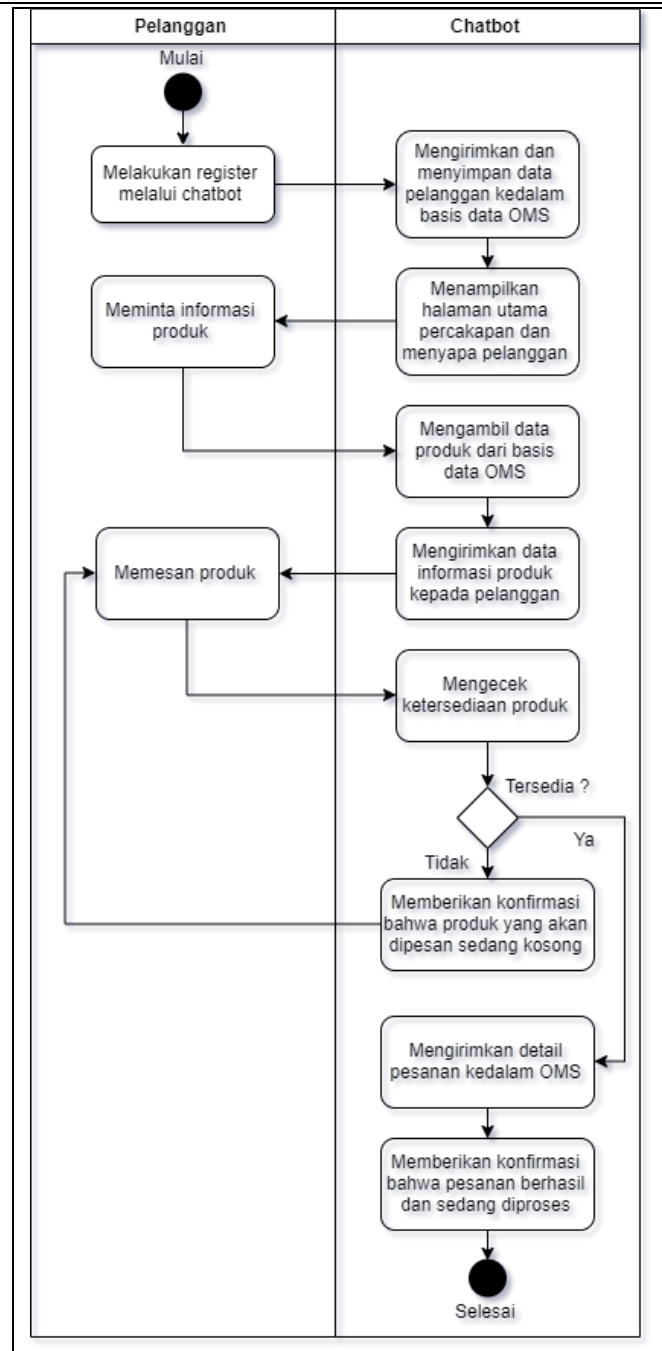 Pelanggan
Chatbot
Mulai
Melakukan register
melalui chatbot
Mengirimkan dan
menyimpan data
pelanggan kedalam
basis data OMS
Menampilkan
halaman utama
percakapan dan
menyapa pelanggan
Meminta informasi
produk
Mengambil data
produk dari basis
data OMS
Mengirimkan data
informasi produk
kepada pelanggan
Memesan produk
Mengecek
ketersediaan produk
Tersedia ?
Ya
Tidak
Memberikan konfirmasi
bahwa produk yang akan
dipesan sedang kosong
Mengirimkan detail
pesanan kedalam OMS
Memberikan konfirmasi
bahwa pesanan berhasil
dan sedang diproses
Selesai